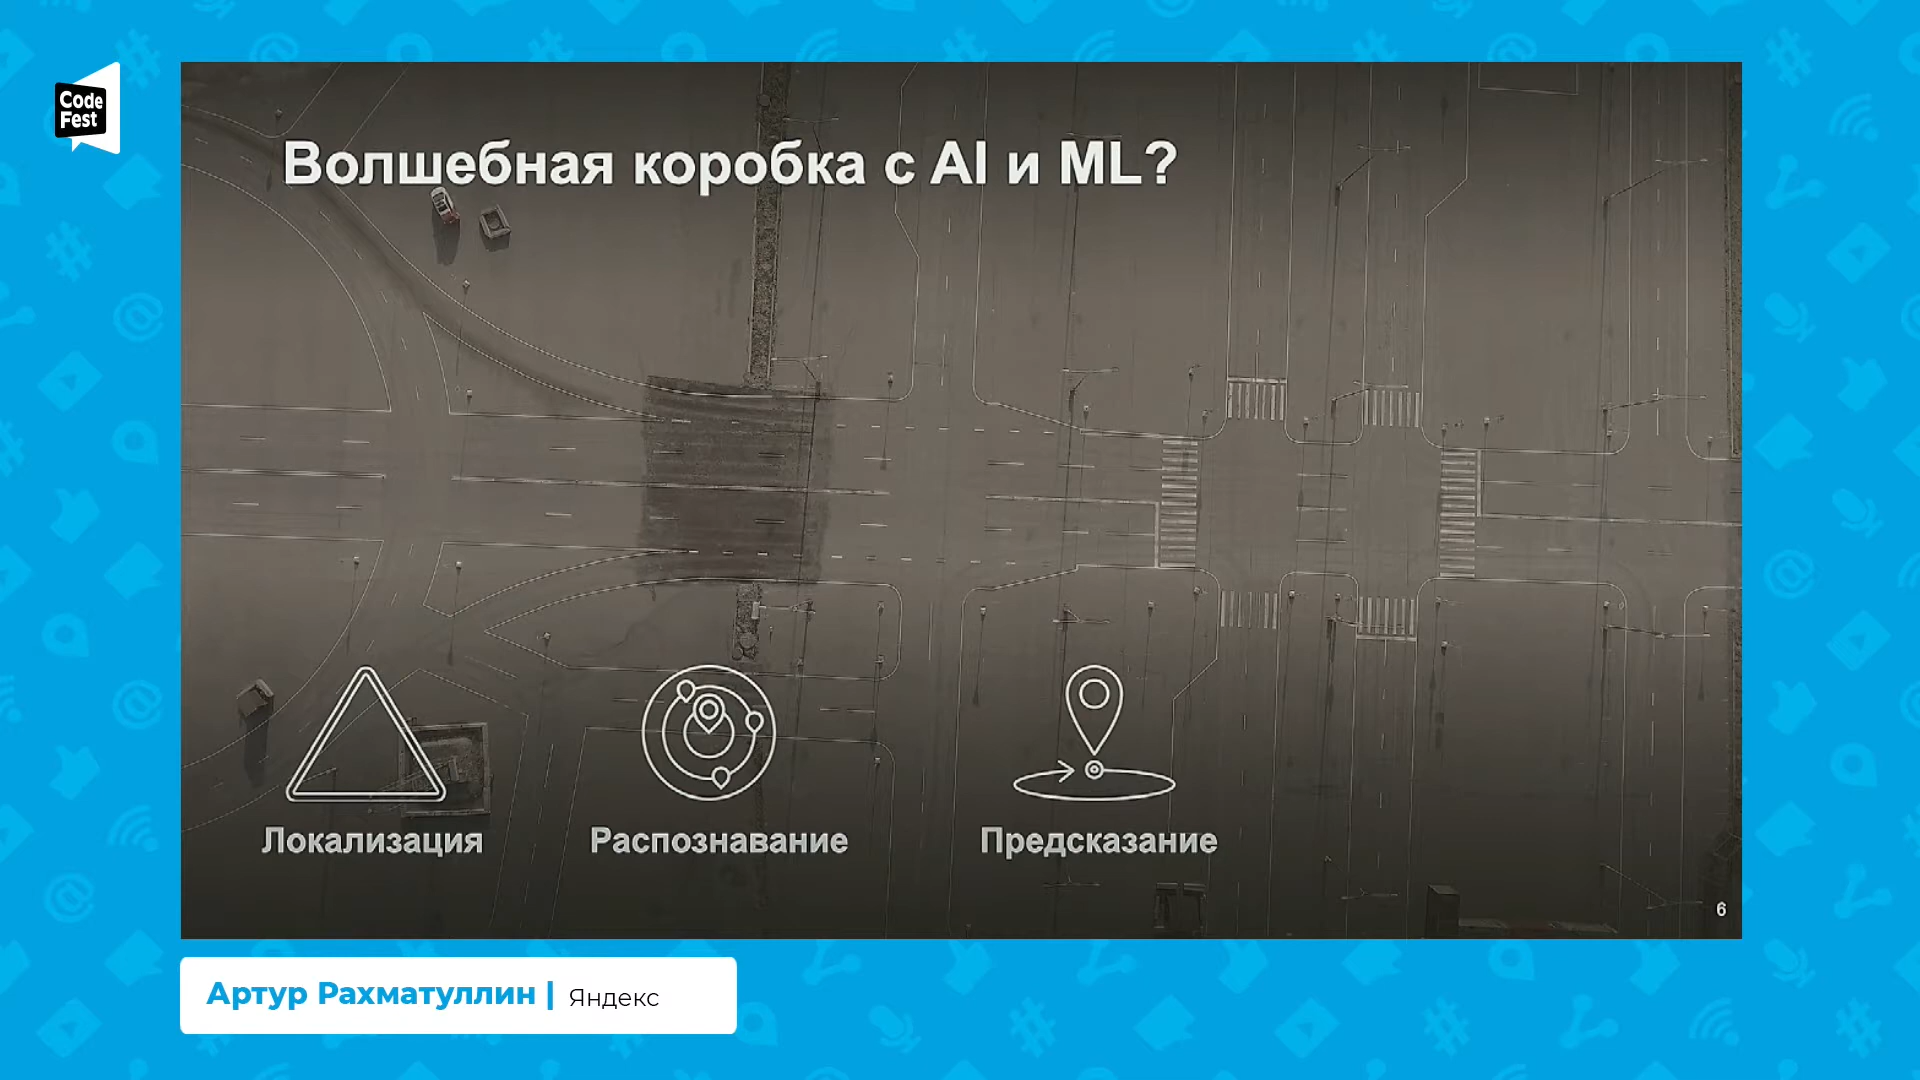 Code
Fest
Волшебная коробка с AI и ML?
Локализация
Распознавание
Предсказание
6
Артур Рахматуллин | Яндекс